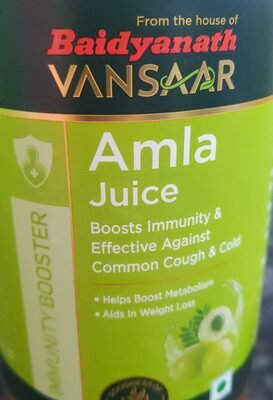 From the house of
Baidyanath
VANSAAR
Amla
Juice
Boosts Immunity &
Effective Against
Common Cough & Cold
• Helps Boost Metabolism
• Aids In Weight Loss
IMMUNITY BOOSTER